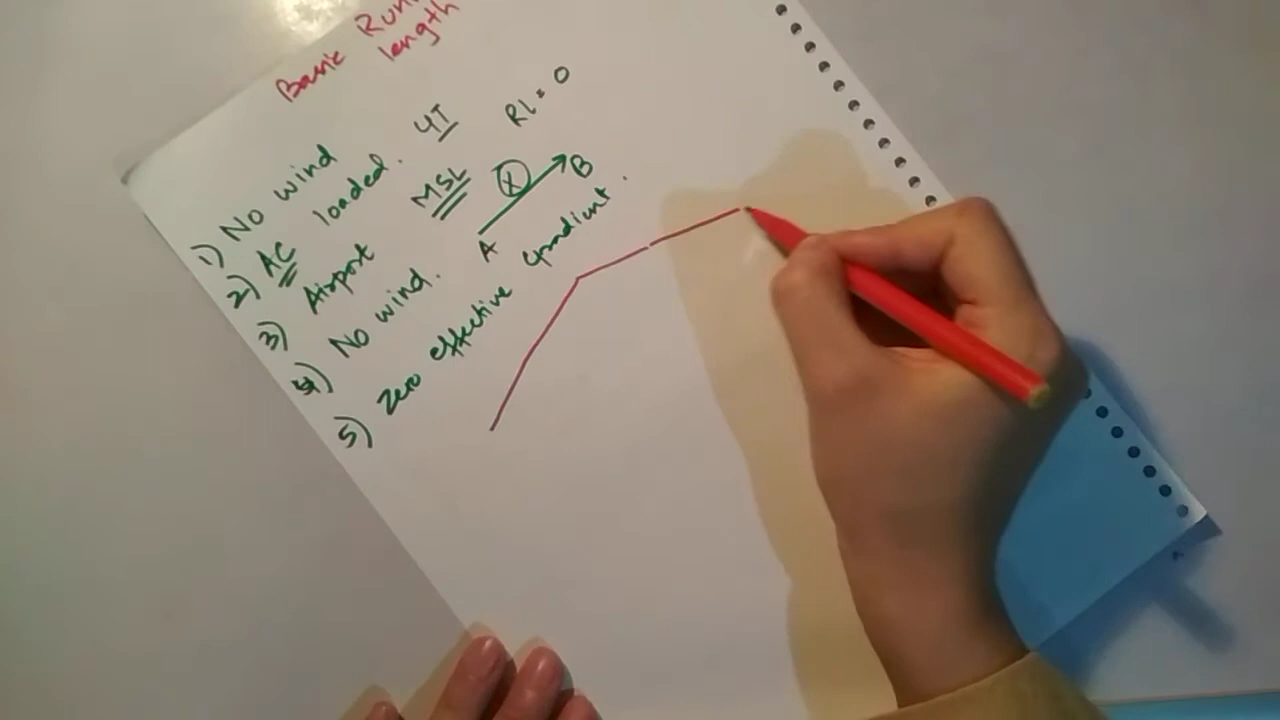 Basic Run
length
1) No wind
2) AC loaded. 4T
3) Airport MSL RL = 0
4) No wind. A X B
5) Zero effective gradient.